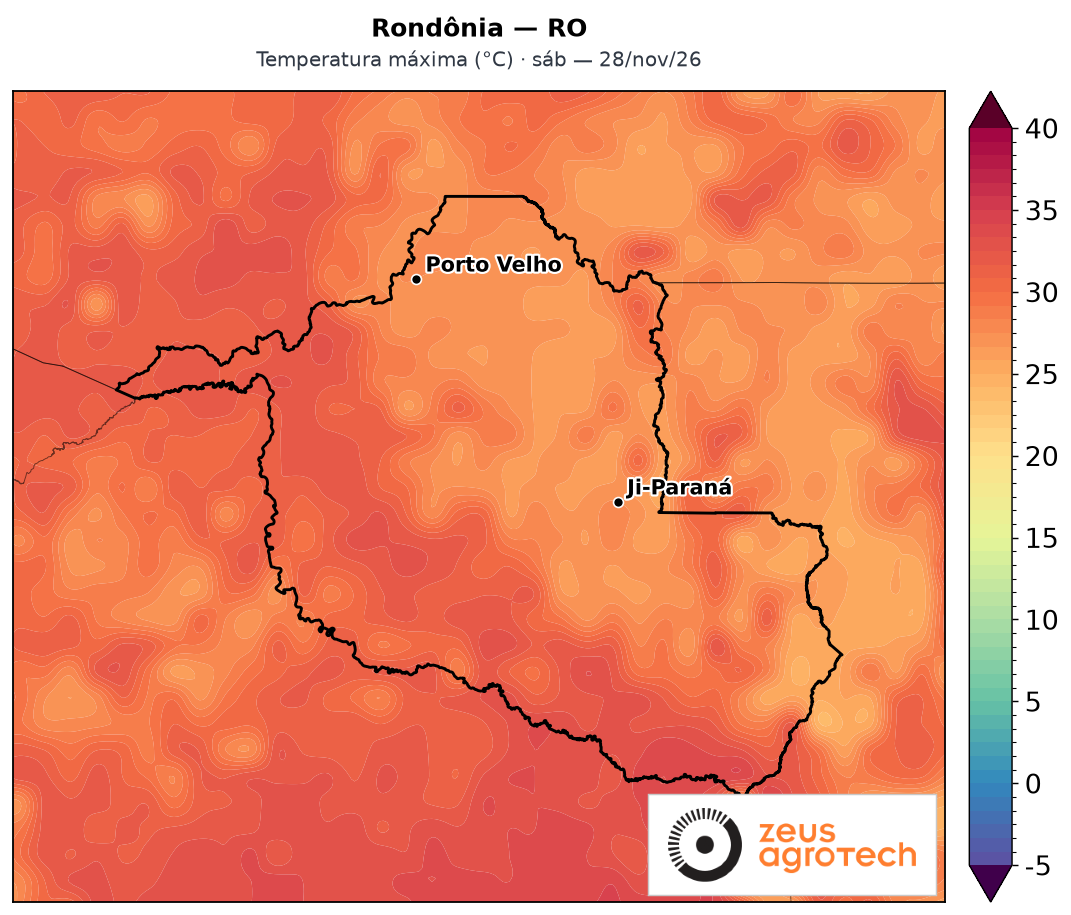 Rondônia — RO
Temperatura máxima (°C) · sáb — 28/nov/26
Porto Velho
Ji-Paraná
40
35
30
25
20
15
10
5
0
-5
zeus
agrotech